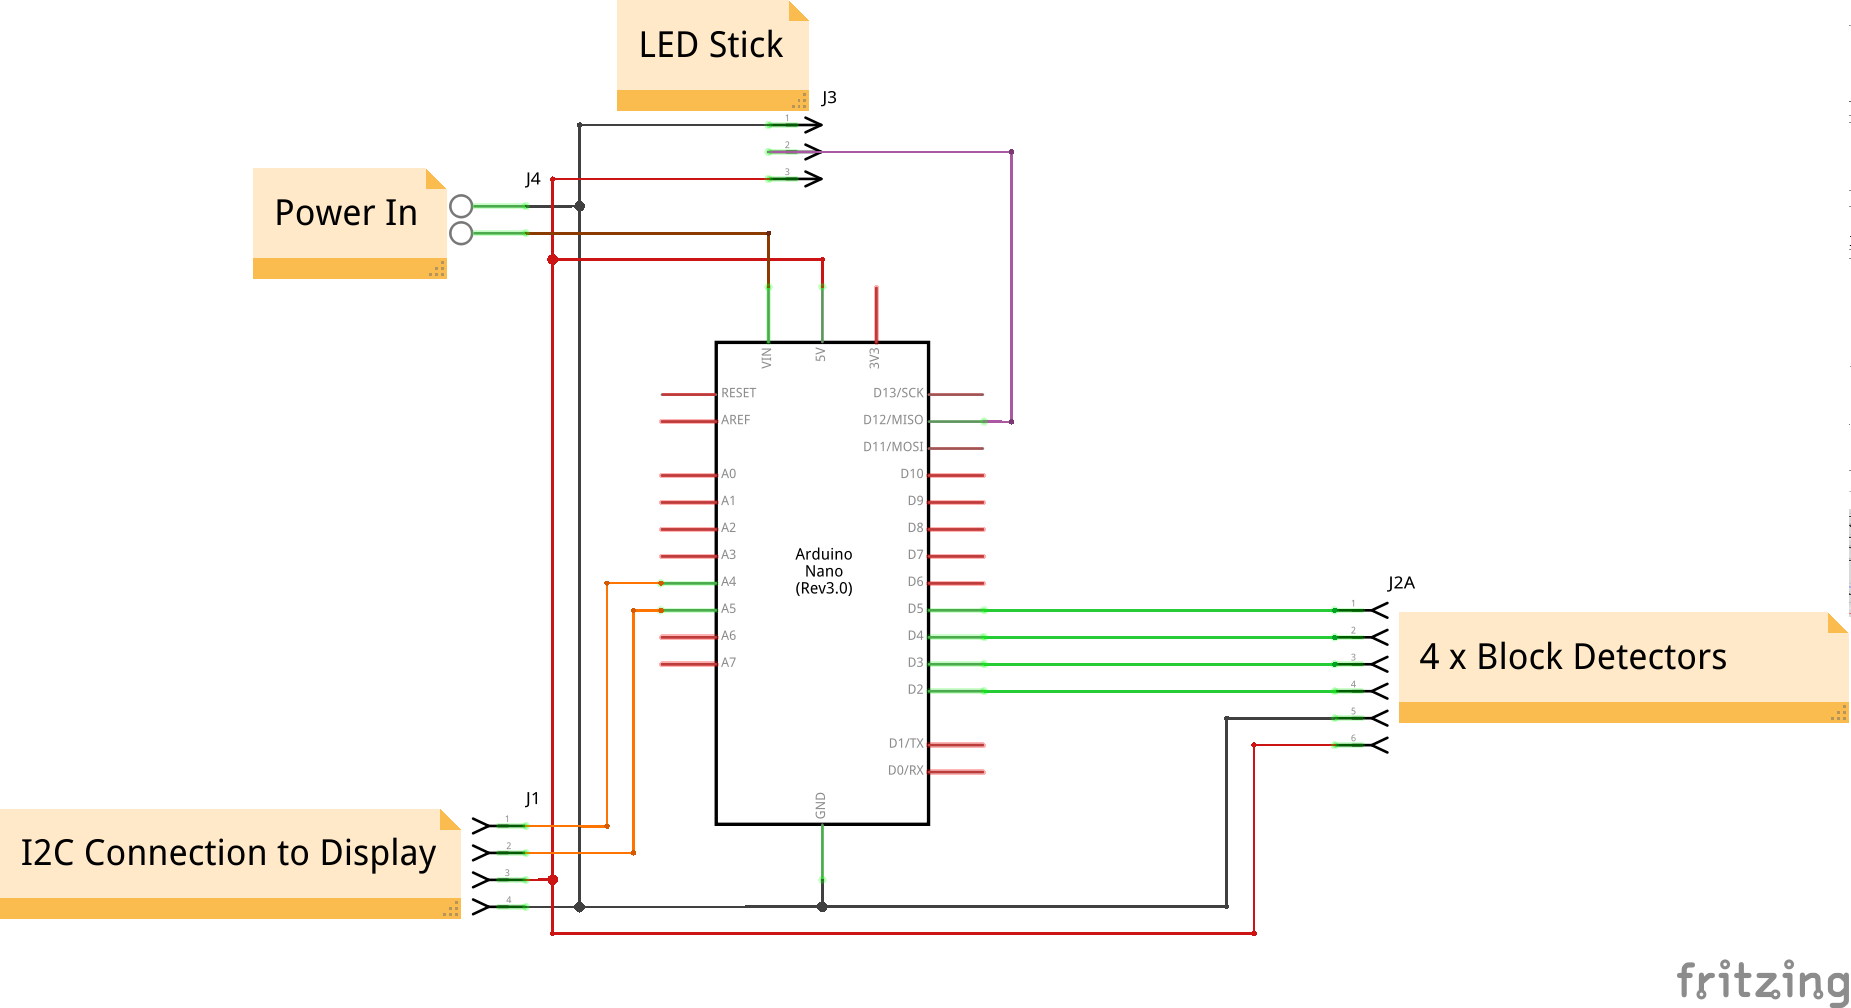 LED Stick
J3
1
2
3
J4
Power In
VIN
5V
3V3
RESET
D13/SCK
AREF
D12/MISO
D11/MOSI
A0
D10
A1
D9
A2
D8
A3
D7
Arduino
Nano
(Rev3.0)
A4
D6
A5
D5
A6
D4
A7
D3
D2
D1/TX
D0/RX
GND
J2A
1
2
3
4
5
6
4 x Block Detectors
J1
1
2
3
4
I2C Connection to Display
fritzing